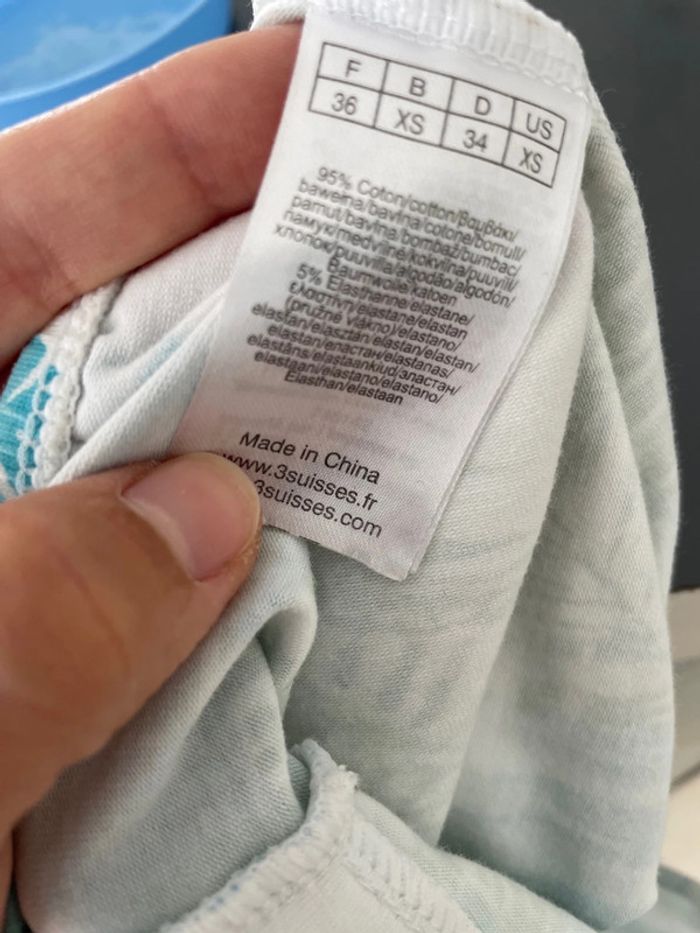 F B D US
36 XS 34 XS
95% Coton/cotton/Βαμβάκι/
bawełna/bavlna/cotone/bomull/
pamut/bavlna/bombaž/bumbac/
памук/medvilnė/kokvilna/puuvill/
хлопок/puuvilla/algodão/algodón/
Baumwolle/katoen
5% Elasthanne/elastane/
ελαστίνη/elastane/elastan
(pružné vlákno)/elastano/
elastan/elasztán/elastan/elastan/
elastan/еластан/elastanas/
elastāns/elastaankiud/эластан/
elastaani/elastano/elastano/
Elasthan/elastaan
Made in China
www.3suisses.fr
3suisses.com